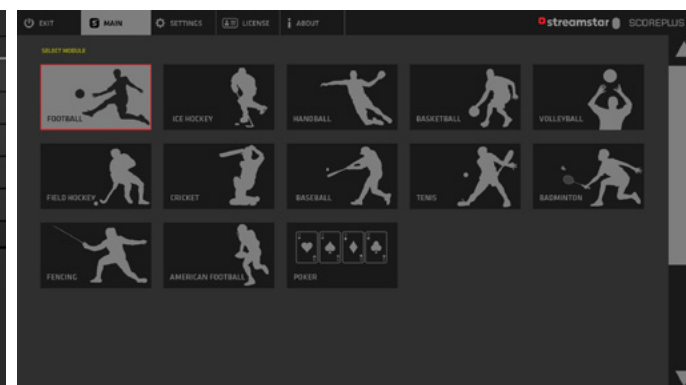 EXIT MAIN SETTINGS LICENSE ABOUT streamstar SCOREPLUS
SELECT MODULE
FOOTBALL ICE HOCKEY HANDBALL BASKETBALL VOLLEYBALL
FIELD HOCKEY CRICKET BASEBALL TENIS BADMINTON
FENCING AMERICAN FOOTBALL POKER